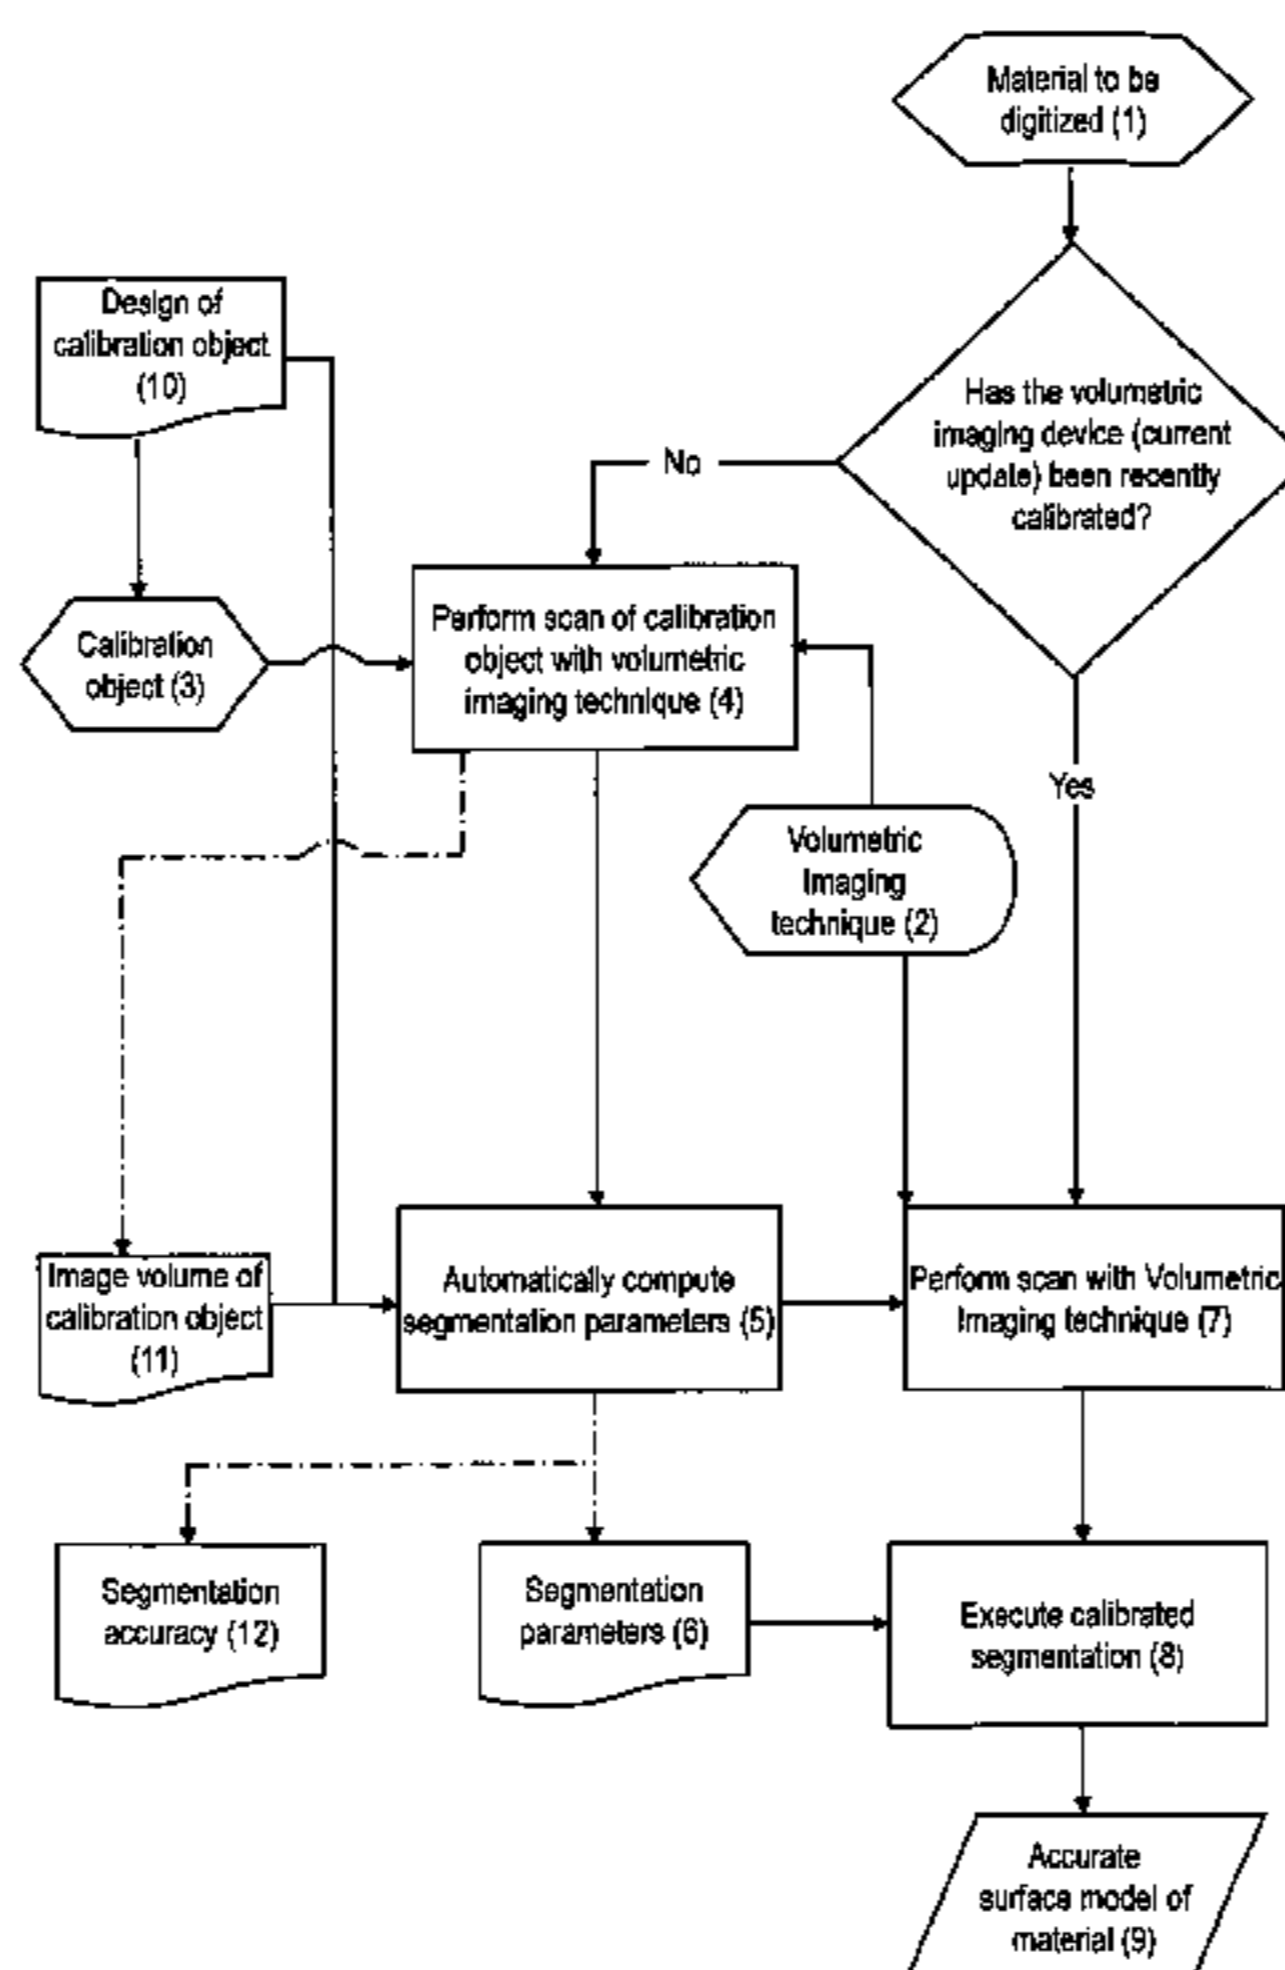 Material to be
digitized (1)
Design of
calibration object
(10)
Has the volumetric
imaging device (current
update) been recently
calibrated?
No
Perform scan of calibration
object with volumetric
imaging technique (4)
Calibration
object (3)
Yes
Volumetric
Imaging
technique (2)
Image volume of
calibration object
(11)
Automatically compute
segmentation parameters (5)
Perform scan with Volumetric
Imaging technique (7)
Segmentation
accuracy (12)
Segmentation
parameters (6)
Execute calibrated
segmentation (8)
Accurate
surface model of
material (9)